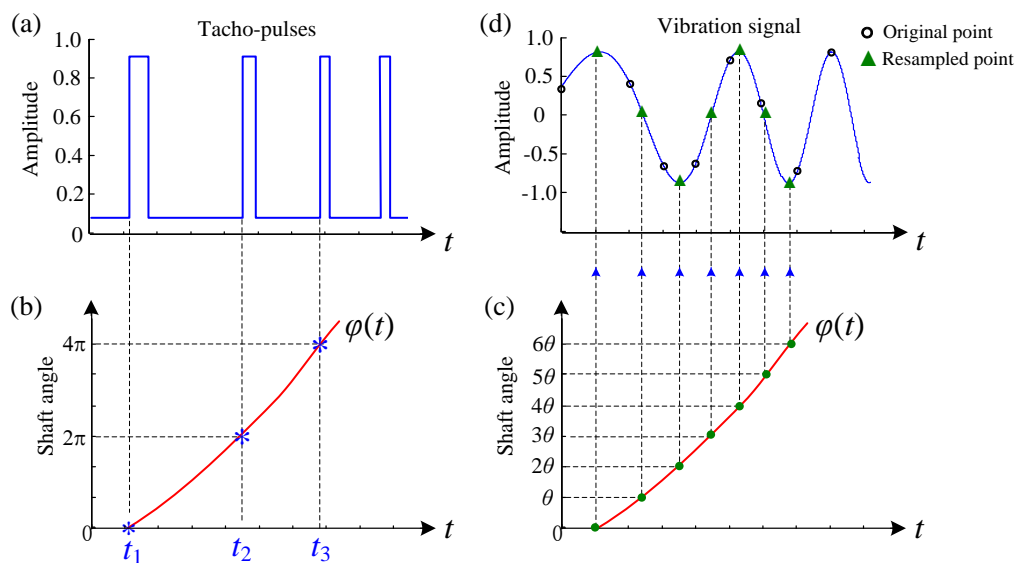 (a)
Tacho-pulses
Amplitude
1.0
0.8
0.6
0.4
0.2
0
t
(d)
Vibration signal
Original point
Resampled point
Amplitude
1.0
0.5
0
-0.5
-1.0
t
(b)
Shaft angle
4π
2π
0
φ(t)
t₁
t₂
t₃
t
(c)
Shaft angle
6θ
5θ
4θ
3θ
2θ
θ
0
φ(t)
t